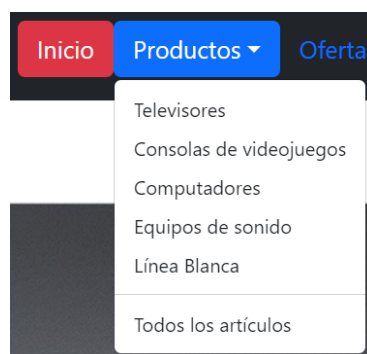 Inicio Productos Oferta
Televisores
Consolas de videojuegos
Computadores
Equipos de sonido
Línea Blanca
Todos los artículos